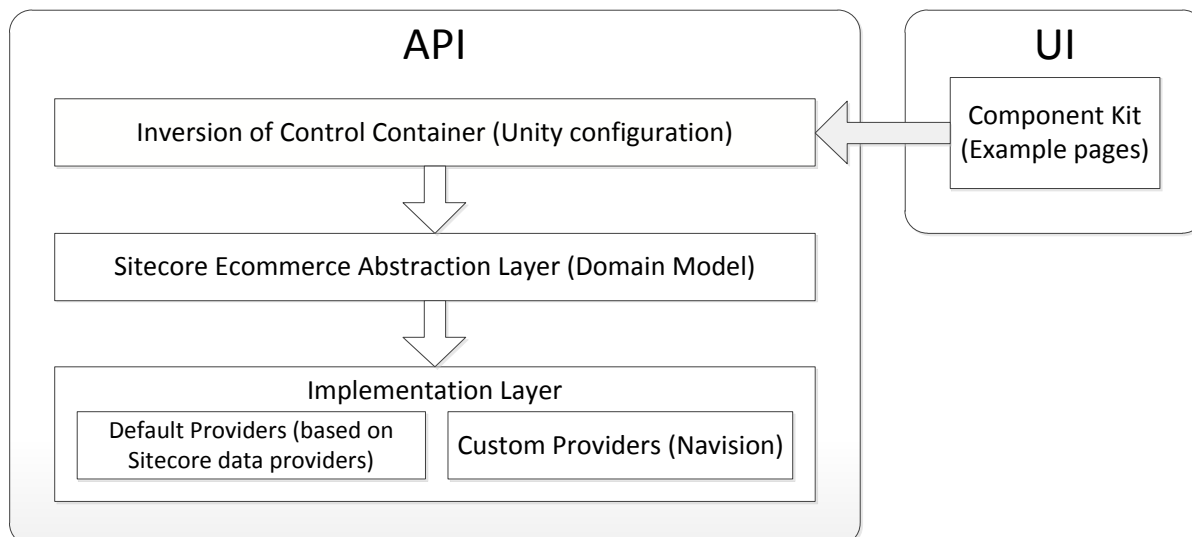 API
Inversion of Control Container (Unity configuration)
Sitecore Ecommerce Abstraction Layer (Domain Model)
Implementation Layer
Default Providers (based on
Sitecore data providers)
Custom Providers (Navision)
UI
Component Kit
(Example pages)